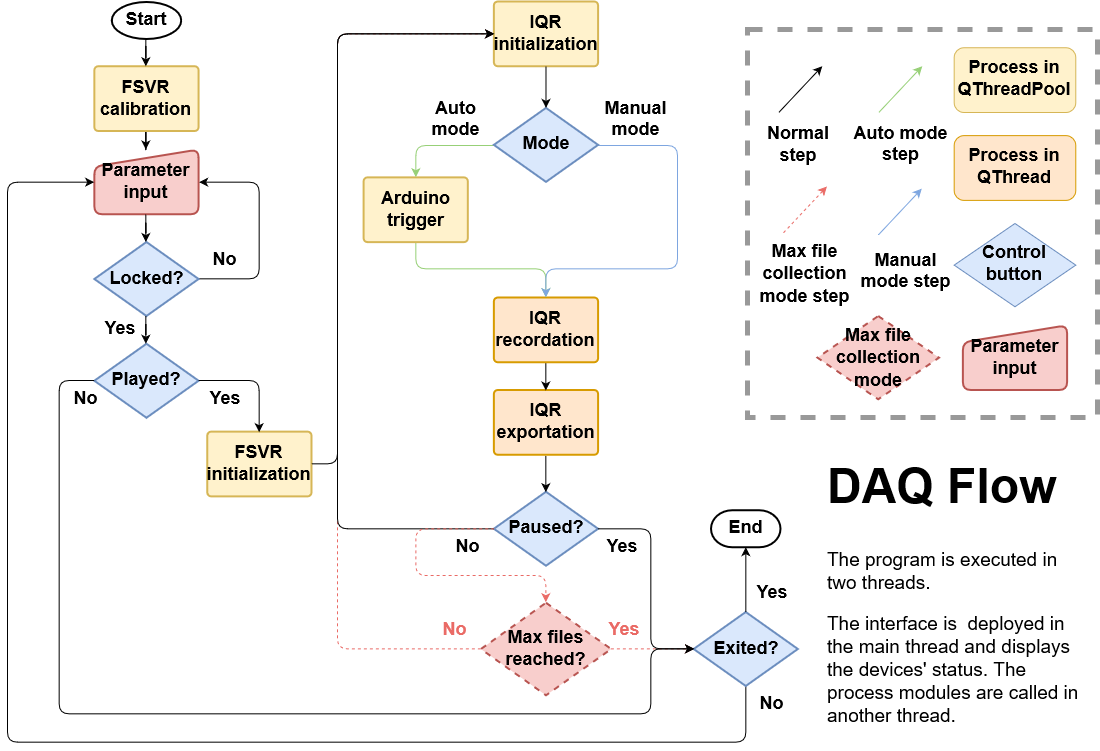 Start
FSVR
calibration
Parameter
input
Locked?
No
Yes
Played?
No
Yes
FSVR
initialization
IQR
initialization
Auto
mode
Manual
mode
Mode
Arduino
trigger
IQR
recordation
IQR
exportation
Paused?
No
Yes
Max files
reached?
No
Yes
Exited?
Yes
No
End
Normal
step
Auto mode
step
Process in
QThreadPool
Process in
QThread
Max file
collection
mode step
Manual
mode step
Control
button
Max file
collection
mode
Parameter
input
DAQ Flow
The program is executed in
two threads.
The interface is  deployed in
the main thread and displays
the devices' status. The
process modules are called in
another thread.